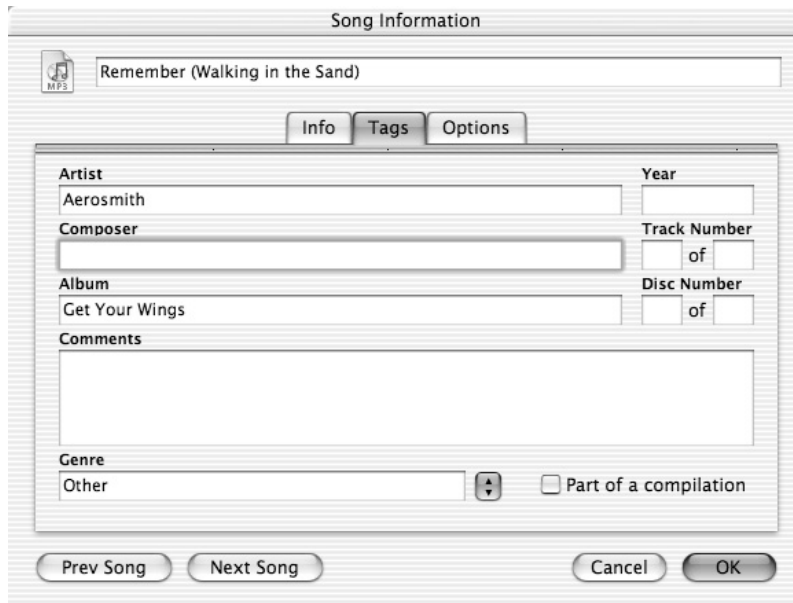 Song Information
MP3
Remember (Walking in the Sand)
Info Tags Options
Artist Year
Aerosmith
Composer Track Number
of
Album Disc Number
Get Your Wings of
Comments
Genre
Other Part of a compilation
Prev Song Next Song Cancel OK